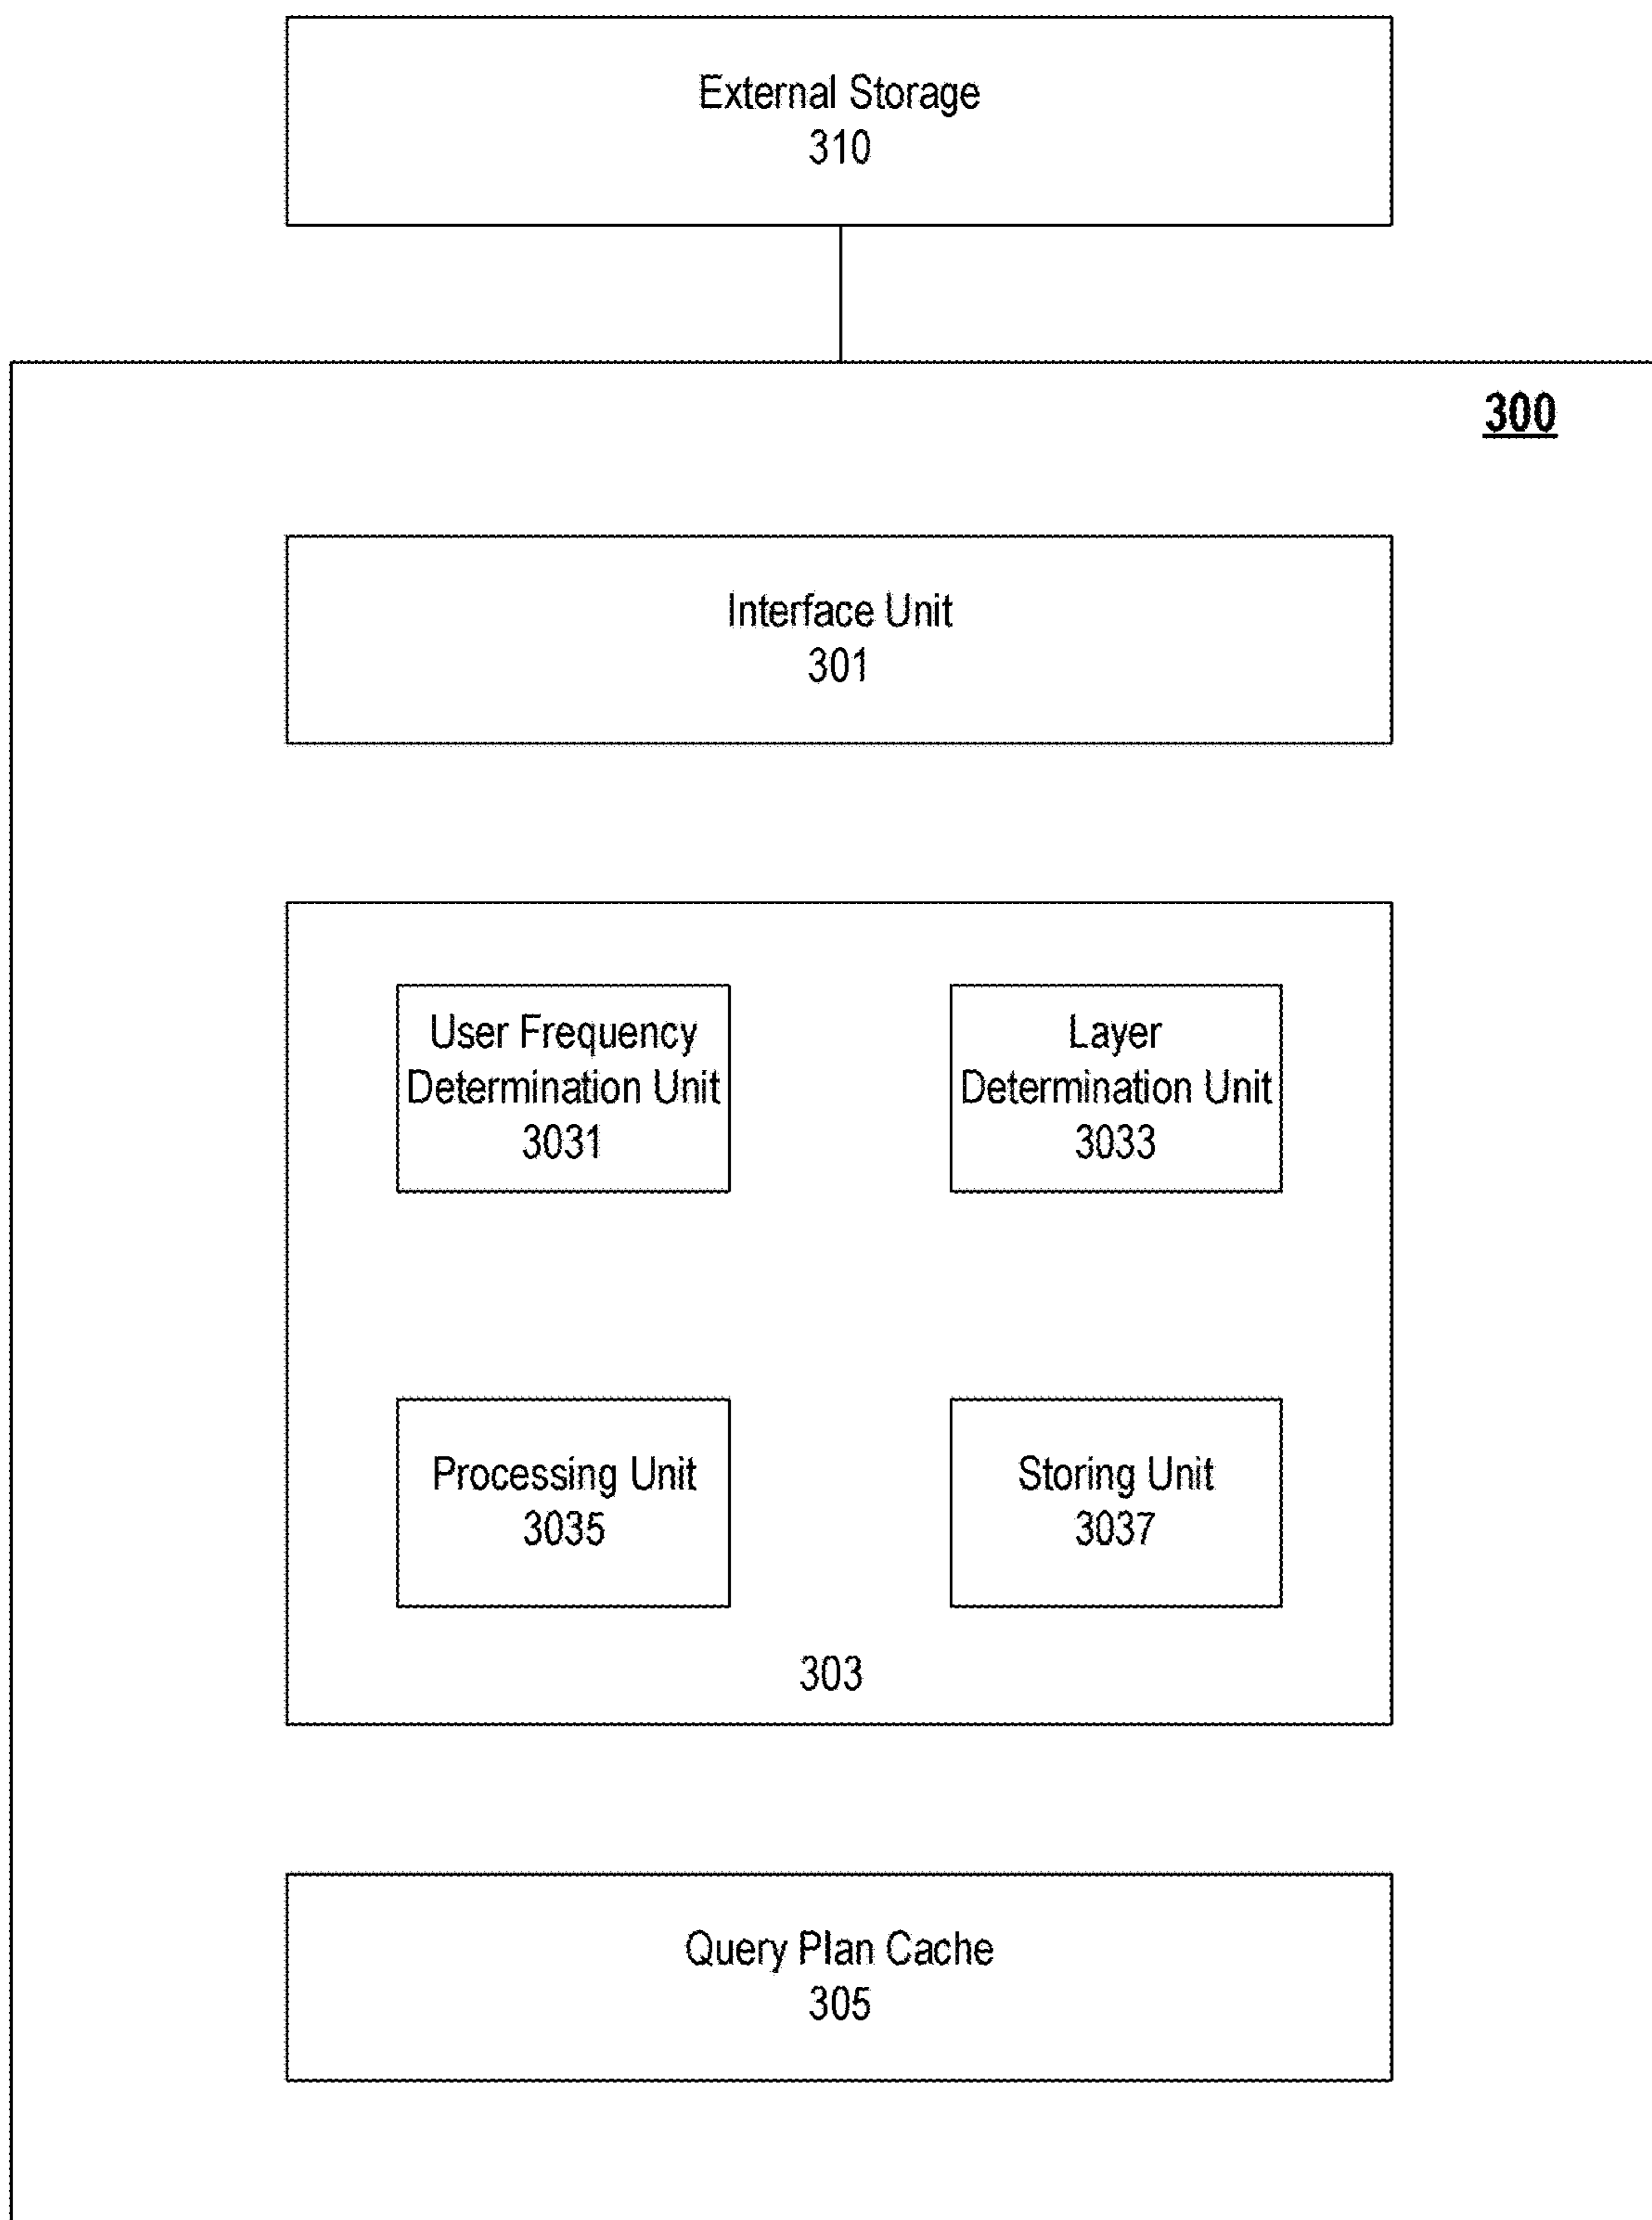 External Storage
310
300
Interface Unit
301
User Frequency
Determination Unit
3031
Layer
Determination Unit
3033
Processing Unit
3035
Storing Unit
3037
303
Query Plan Cache
305